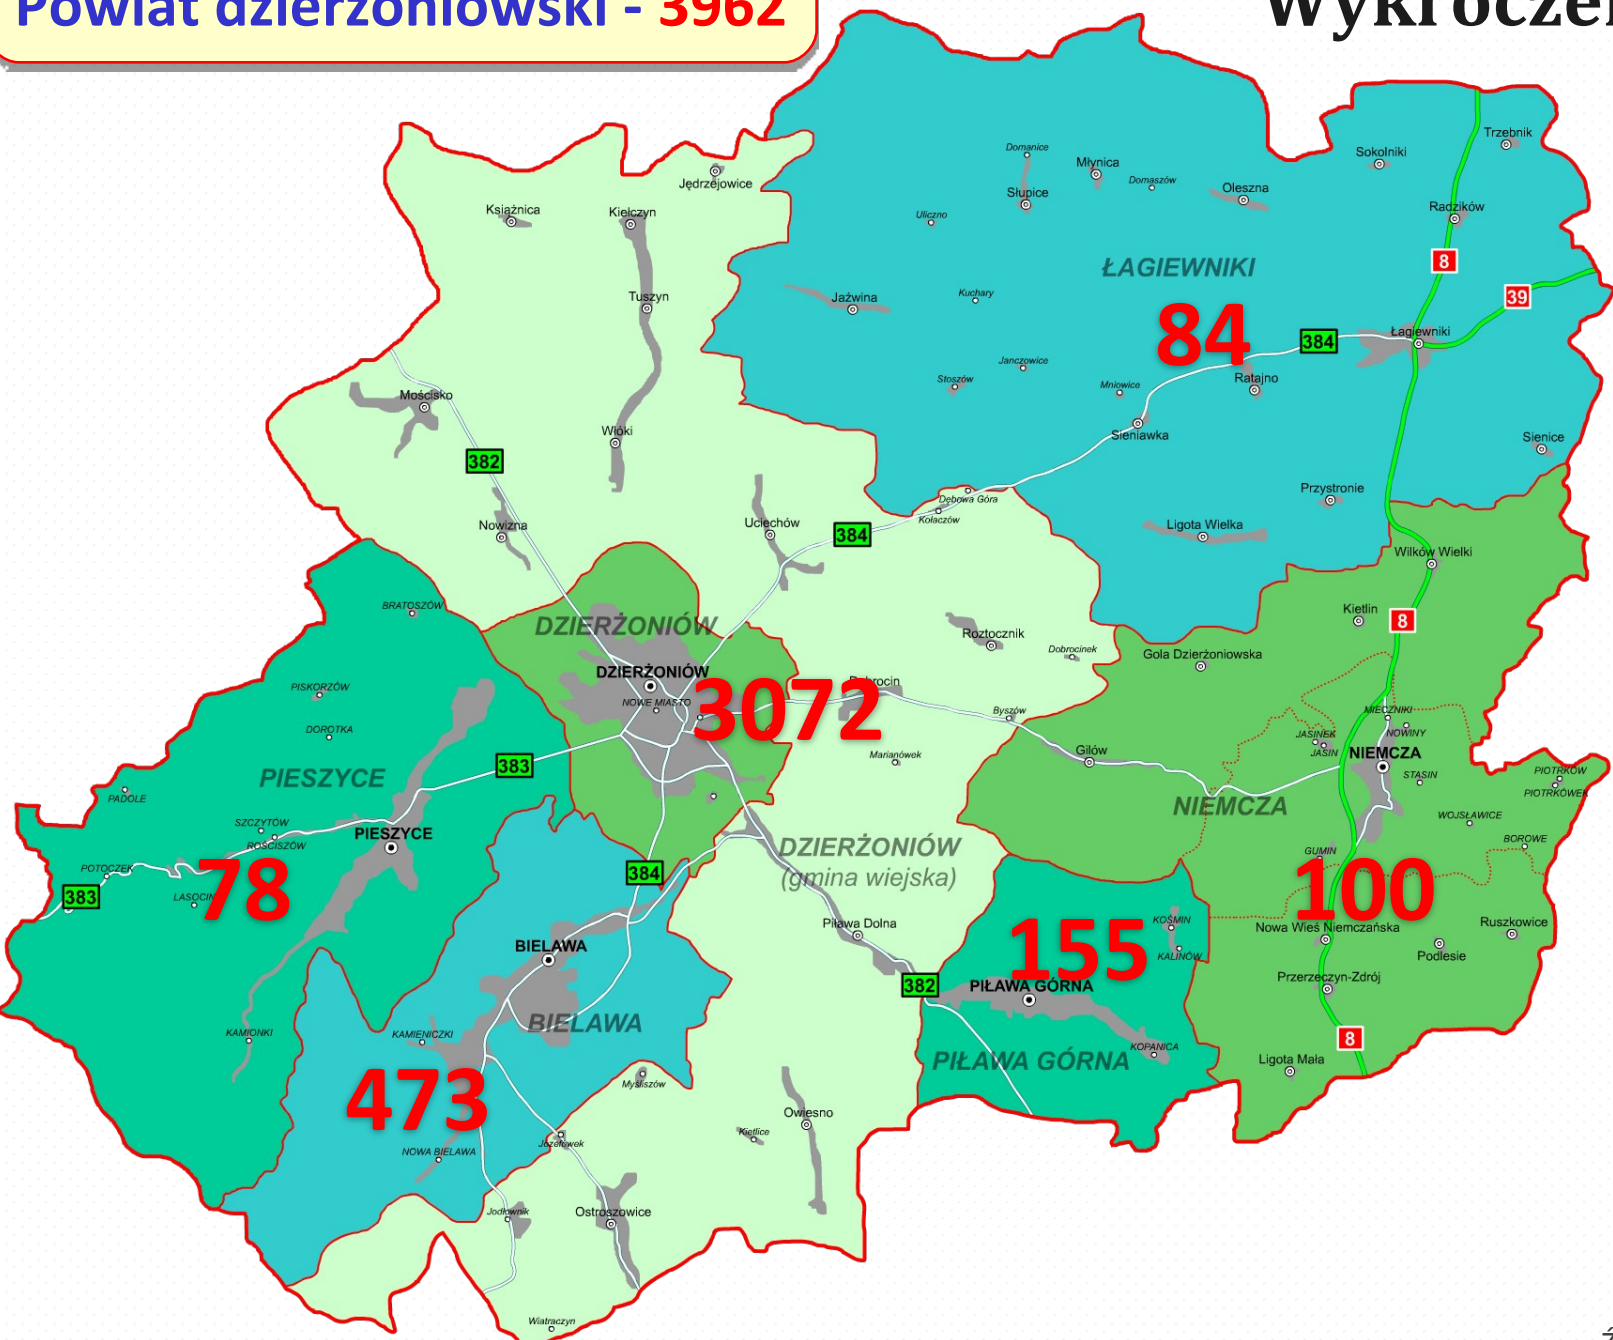 Powiat dzierżoniowski - 3962
Jędrzejowice
Książnica
Kiełczyn
Tuszyn
Mościsko
Włóki
382
Nowizna
Uciechów
384
Domanice
Młynica
Domaszów
Słupice
Oleszna
Uliczno
Sokolniki
Trzebnik
Radzików
8
39
ŁAGIEWNIKI
84
Jaźwina
Kuchary
Janczowice
Stoszów
Mniowice
Ratajno
384
Łagiewniki
Sieniawka
Sienice
Dębowa Góra
Kołaczów
Przystronie
Ligota Wielka
Wilków Wielki
BRATOSZÓW
DZIERŻONIÓW
DZIERŻONIÓW
NOWE MIASTO
3072
Roztocznik
Dobrocinek
Dobrocin
Byszów
Marianówek
Kietlin
8
Gola Dzierżoniowska
Gilów
MIECZNIKI
NOWINY
JASINEK
JASIN
NIEMCZA
STASIN
PIOTRKÓW
PIOTRKÓWEK
NIEMCZA
WOJSŁAWICE
BOROWE
GUMIN
100
Nowa Wieś Niemczańska
Ruszkowice
Podlesie
Przerzeczyn-Zdrój
8
Ligota Mała
PISKORZÓW
DOROTKA
383
PIESZYCE
PADOLE
SZCZYTÓW
ROŚCISZÓW
PIESZYCE
POTOCZEK
383
LASOCIN
78
KAMIONKI
384
DZIERŻONIÓW
(gmina wiejska)
Piława Dolna
382
KOŚMIN
KALINÓW
155
PIŁAWA GÓRNA
KOPANICA
PIŁAWA GÓRNA
BIELAWA
BIELAWA
KAMIENICZKI
473
NOWA BIELAWA
Myśliszów
Józefówek
Kietlice
Owiesno
Jodłownik
Ostroszowice
Wiatraczyn